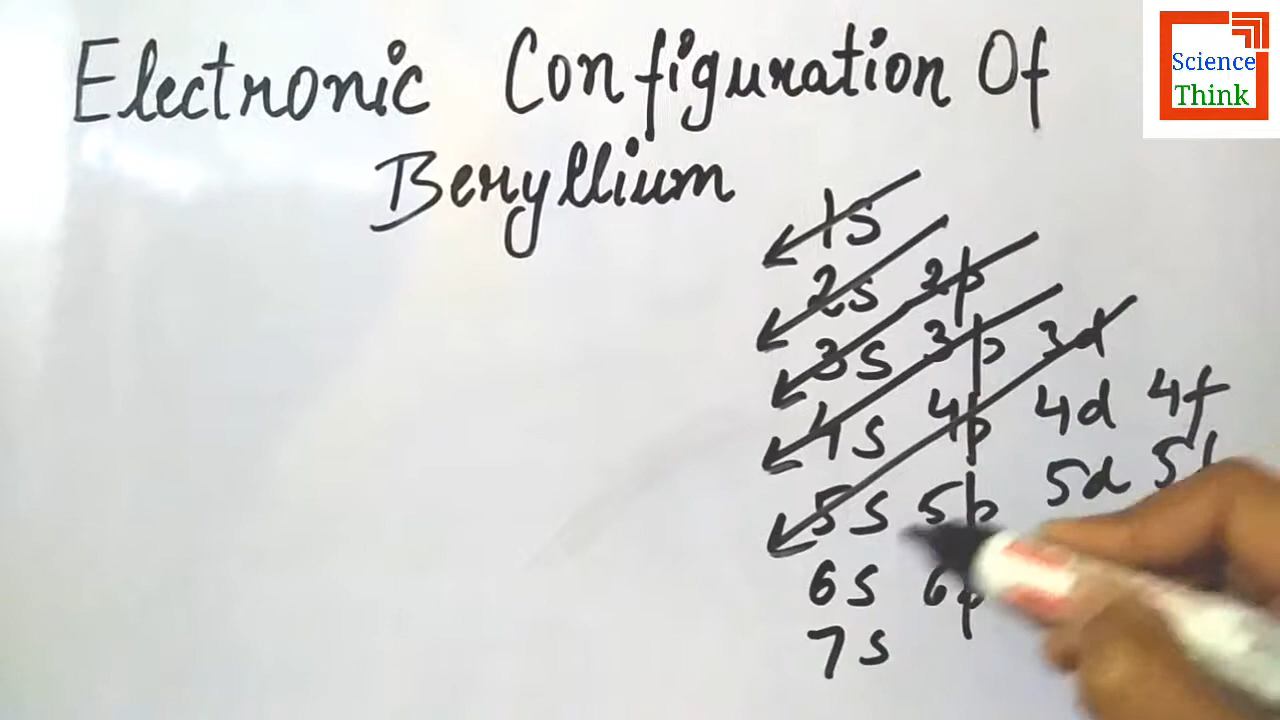 Electronic Configuration Of
Beryllium
Science
Think
1s
2s 2p
3s 3p 3d
4s 4p 4d 4f
5s 5p 5d
6s 6p
7s